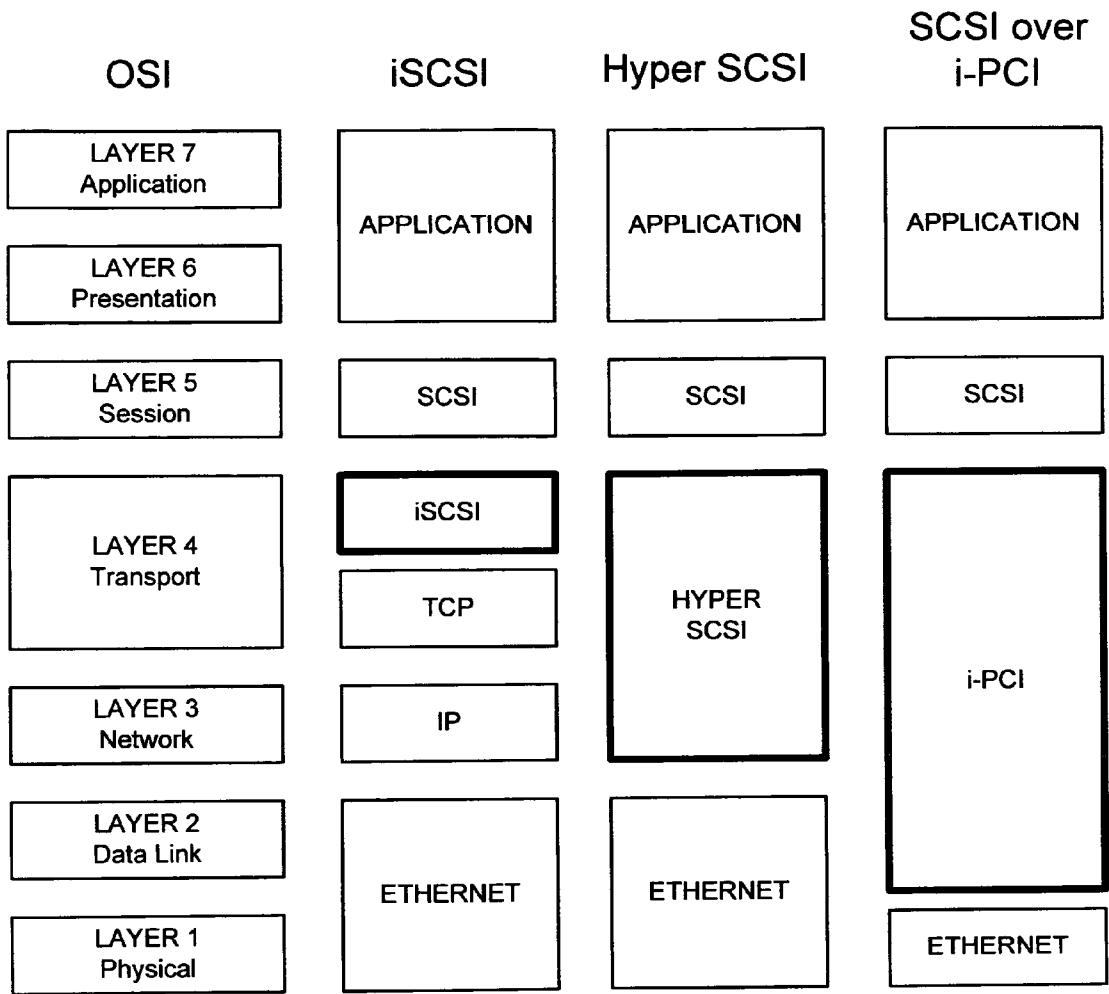 OSI
iSCSI
Hyper SCSI
SCSI over
i-PCI
LAYER 7
Application
LAYER 6
Presentation
LAYER 5
Session
LAYER 4
Transport
LAYER 3
Network
LAYER 2
Data Link
LAYER 1
Physical
APPLICATION
SCSI
iSCSI
TCP
IP
ETHERNET
APPLICATION
SCSI
HYPER
SCSI
ETHERNET
APPLICATION
SCSI
i-PCI
ETHERNET